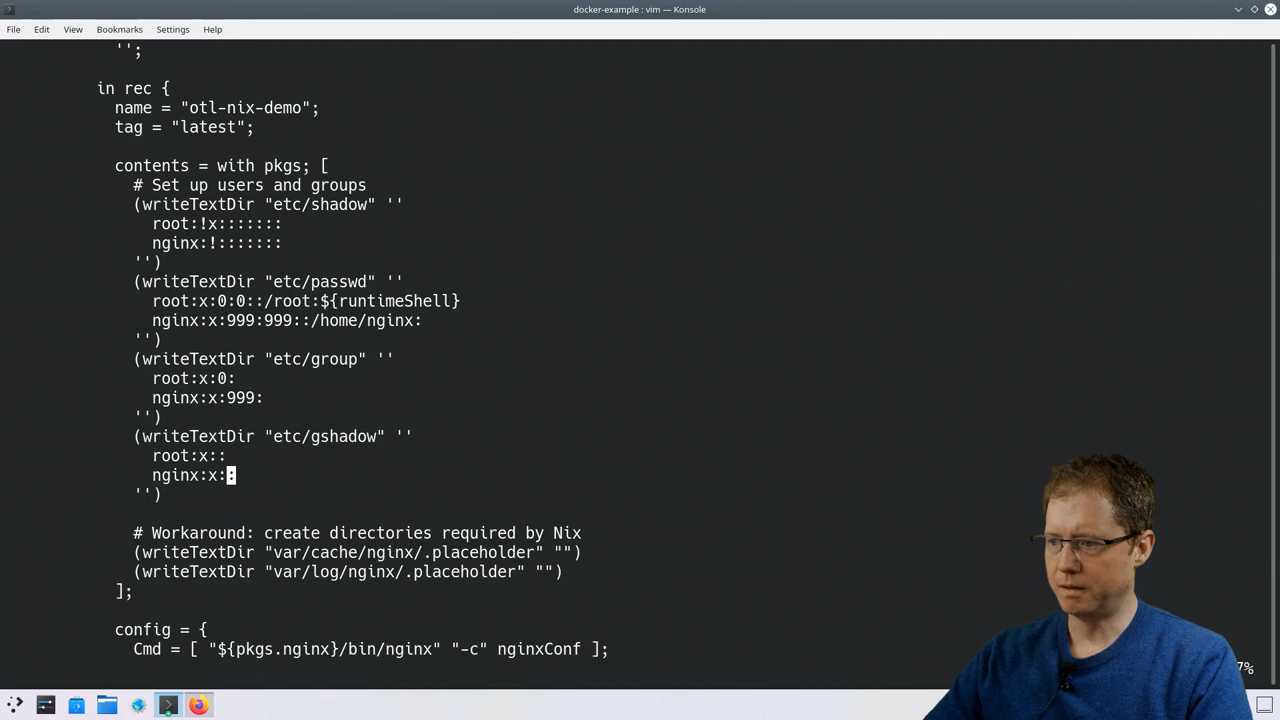 docker-example : vim — Konsole
File Edit View Bookmarks Settings Help
'';
in rec {
name = "otl-nix-demo";
tag = "latest";
contents = with pkgs; [
# Set up users and groups
(writeTextDir "etc/shadow" ''
root:!x:::::::
nginx:!:::::::
'')
(writeTextDir "etc/passwd" ''
root:x:0:0::/root:${runtimeShell}
nginx:x:999:999::/home/nginx:
'')
(writeTextDir "etc/group" ''
root:x:0:
nginx:x:999:
'')
(writeTextDir "etc/gshadow" ''
root:x::
nginx:x::
'')
# Workaround: create directories required by Nix
(writeTextDir "var/cache/nginx/.placeholder" "")
(writeTextDir "var/log/nginx/.placeholder" "")
];
config = {
Cmd = [ "${pkgs.nginx}/bin/nginx" "-c" nginxConf ];
7%